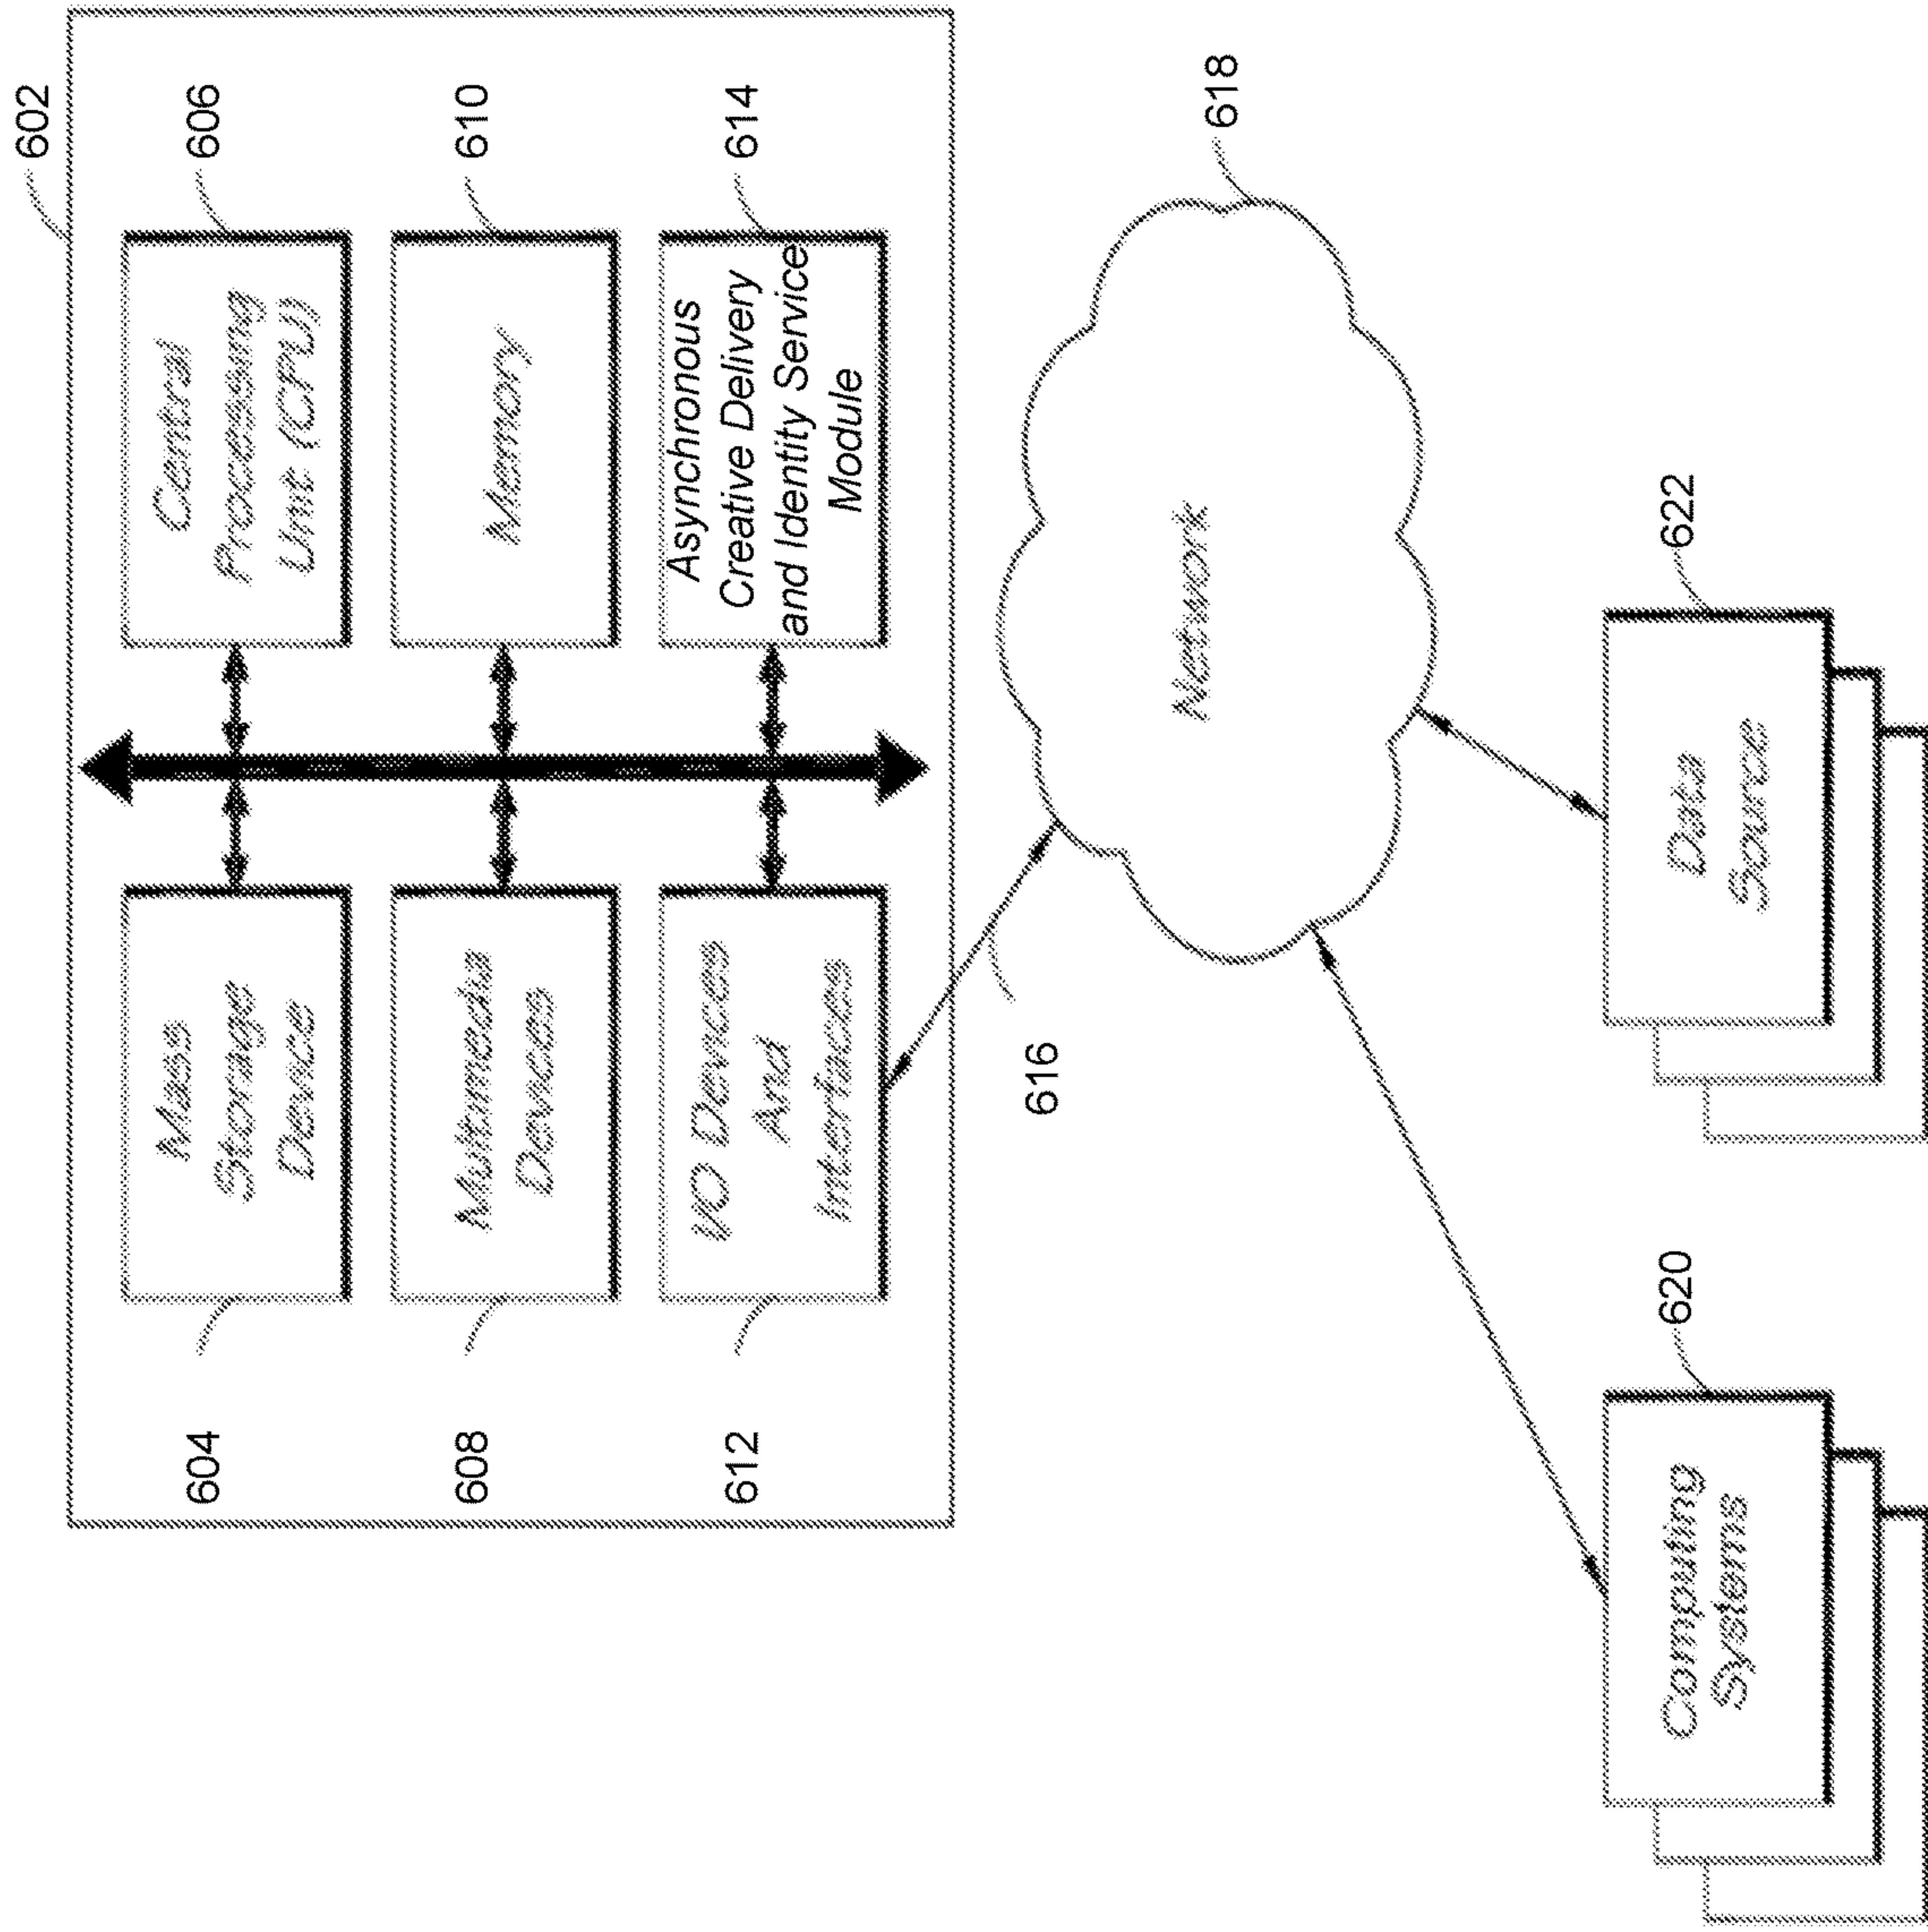 602
604
Mass
Storage
Device
Central
Processing
Unit (CPU)
606
608
Multimedia
Devices
Memory
610
612
I/O Devices
And
Interfaces
Asynchronous
Creative Delivery
and Identity Service
Module
614
616
Network
618
620
Computing
Systems
622
Data
Source